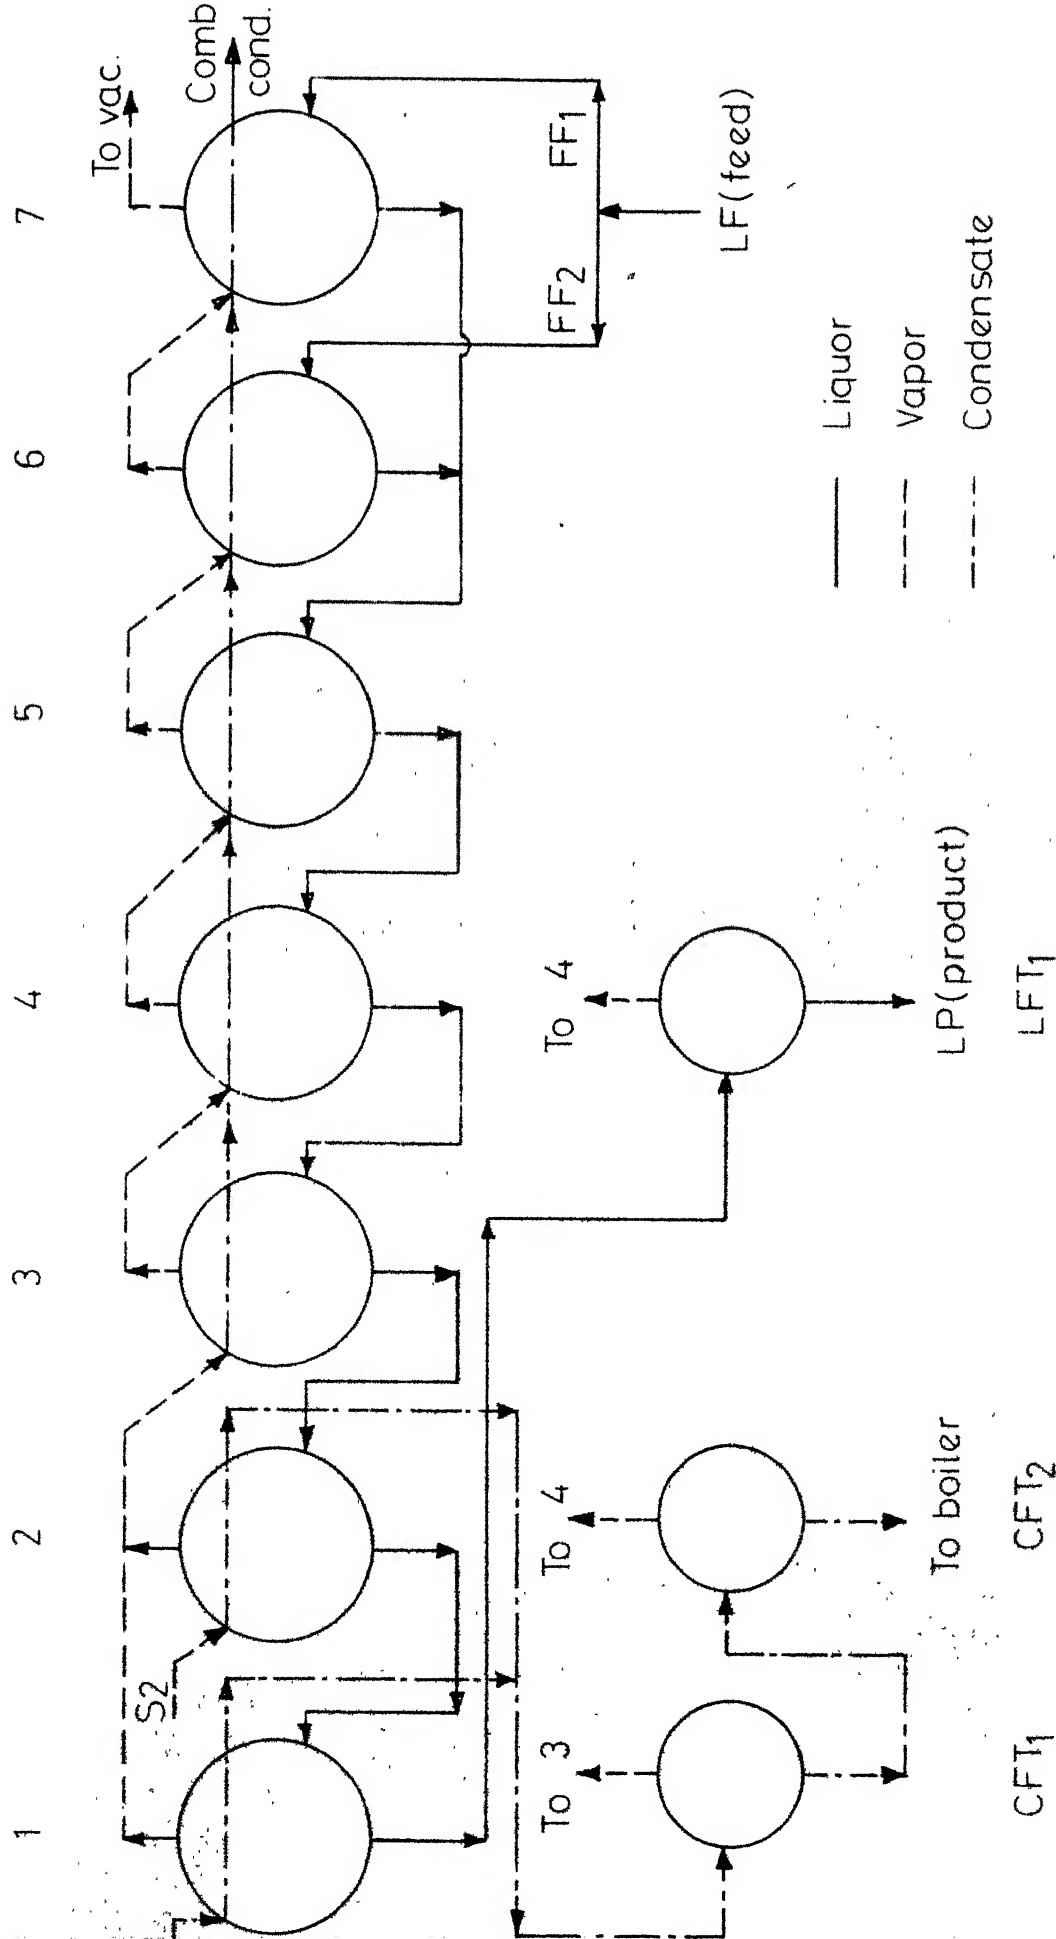 1 2 3 4 5 6 7
To vac.
Comb
cond.
S2
FF2 FF1
LF(feed)
To 3
To 4
To 4
LP(product)
To boiler
CFT1
CFT2
LFT1
Liquor
Vapor
Condensate